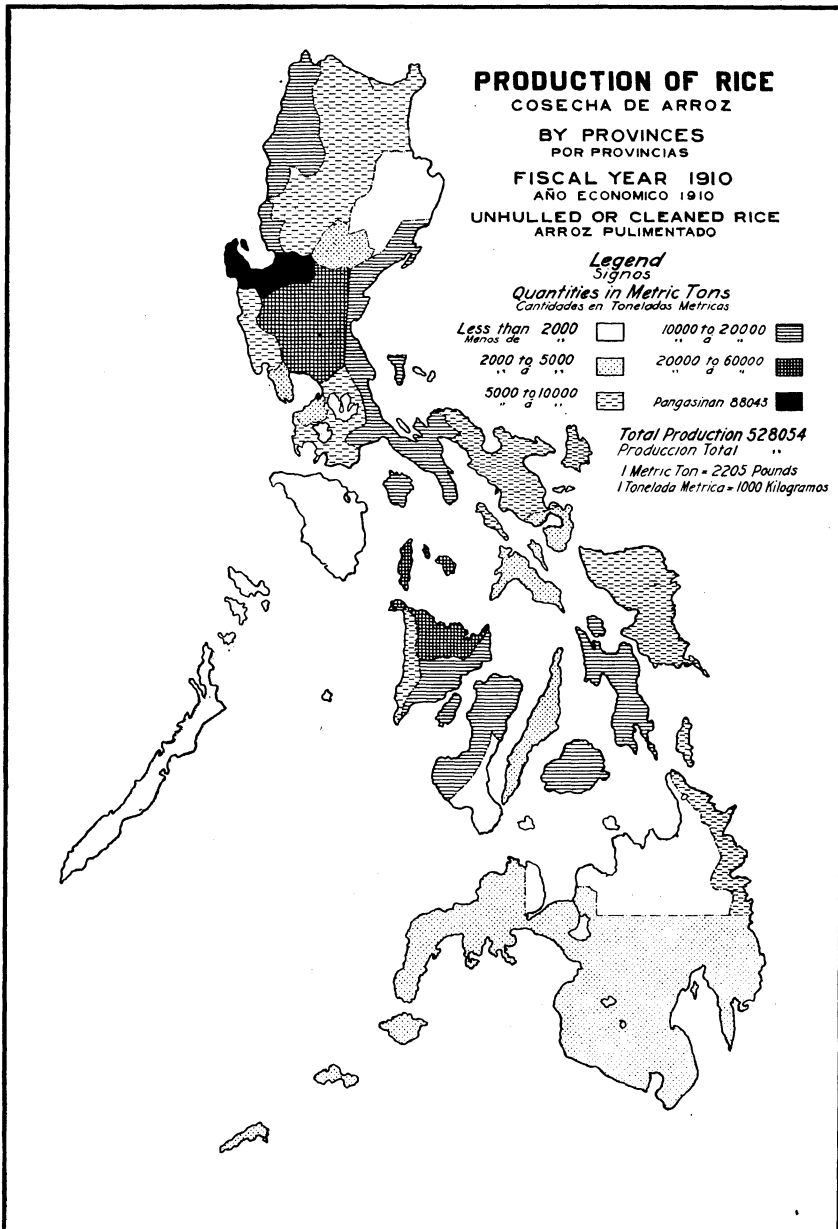 PRODUCTION OF RICE
COSECHA DE ARROZ
BY PROVINCES
POR PROVINCIAS
FISCAL YEAR 1910
AÑO ECONOMICO 1910
UNHULLED OR CLEANED RICE
ARROZ PULIMENTADO
Legend
Signos
Quantities in Metric Tons
Cantidades en Toneladas Metricas
Less than 2000
Menos de "
2000 to 5000
" á "
5000 to 10000
" á "
10000 to 20000
" á "
20000 to 60000
" á "
Pangasinan 88043
Total Production 528054
Produccion Total "
1 Metric Ton = 2205 Pounds
1 Tonelada Metrica = 1000 Kilogramos